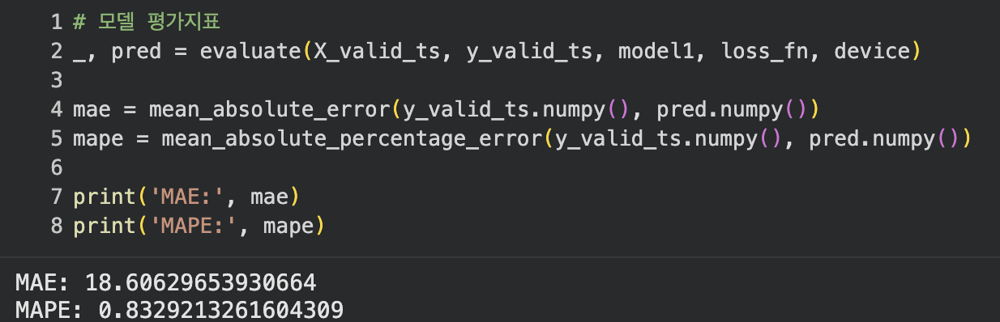 1 # 모델 평가지표
2 _, pred = evaluate(X_valid_ts, y_valid_ts, model1, loss_fn, device)
3
4 mae = mean_absolute_error(y_valid_ts.numpy(), pred.numpy())
5 mape = mean_absolute_percentage_error(y_valid_ts.numpy(), pred.numpy())
6
7 print('MAE:', mae)
8 print('MAPE:', mape)
MAE: 18.60629653930664
MAPE: 0.8329213261604309